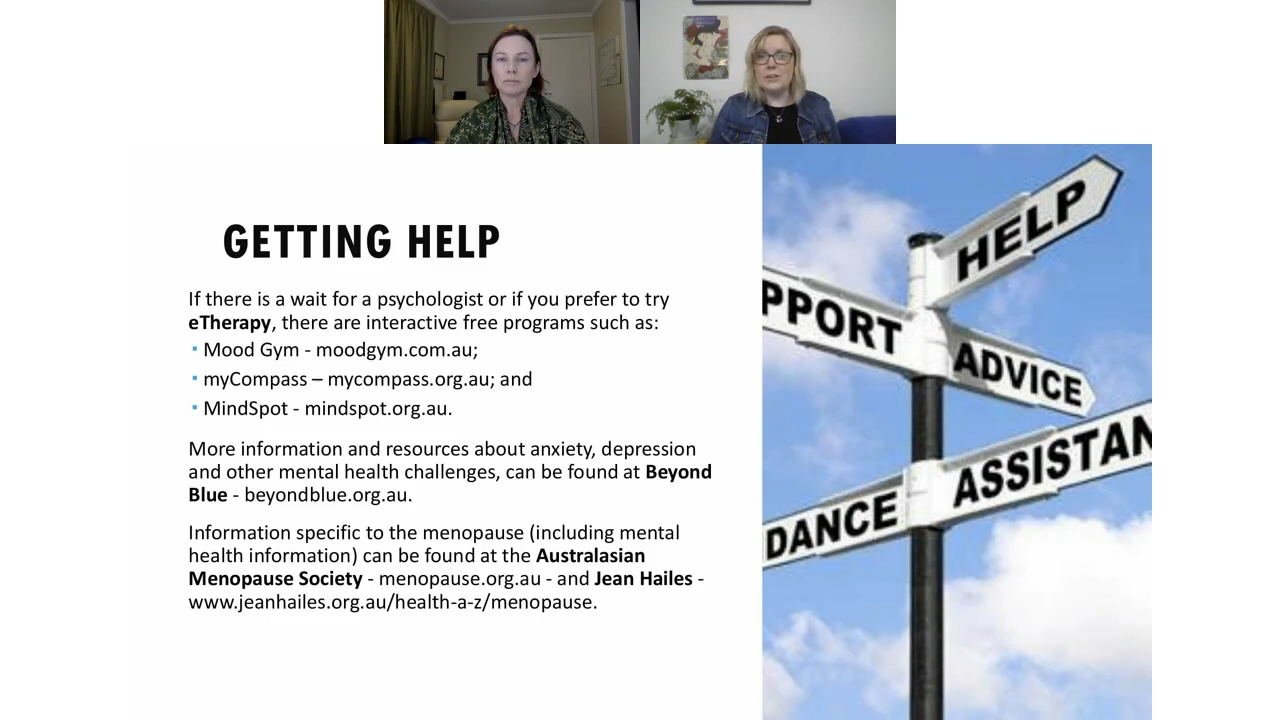 GETTING HELP
If there is a wait for a psychologist or if you prefer to try
eTherapy, there are interactive free programs such as:
▪ Mood Gym - moodgym.com.au;
▪ myCompass – mycompass.org.au; and
▪ MindSpot - mindspot.org.au.
More information and resources about anxiety, depression
and other mental health challenges, can be found at Beyond
Blue - beyondblue.org.au.
Information specific to the menopause (including mental
health information) can be found at the Australasian
Menopause Society - menopause.org.au - and Jean Hailes -
www.jeanhailes.org.au/health-a-z/menopause.
HELP
PPORT
ADVICE
ASSISTAN
DANCE